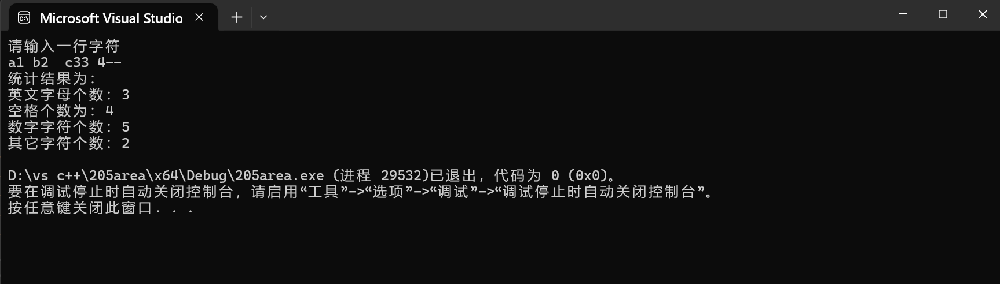 Microsoft Visual Studio
请输入一行字符
a1 b2  c33 4--
统计结果为:
英文字母个数: 3
空格个数为: 4
数字字符个数: 5
其它字符个数: 2
D:\vs c++\205area\x64\Debug\205area.exe (进程 29532)已退出，代码为 0 (0x0)。
要在调试停止时自动关闭控制台，请启用“工具”->“选项”->“调试”->“调试停止时自动关闭控制台”。
按任意键关闭此窗口. . .